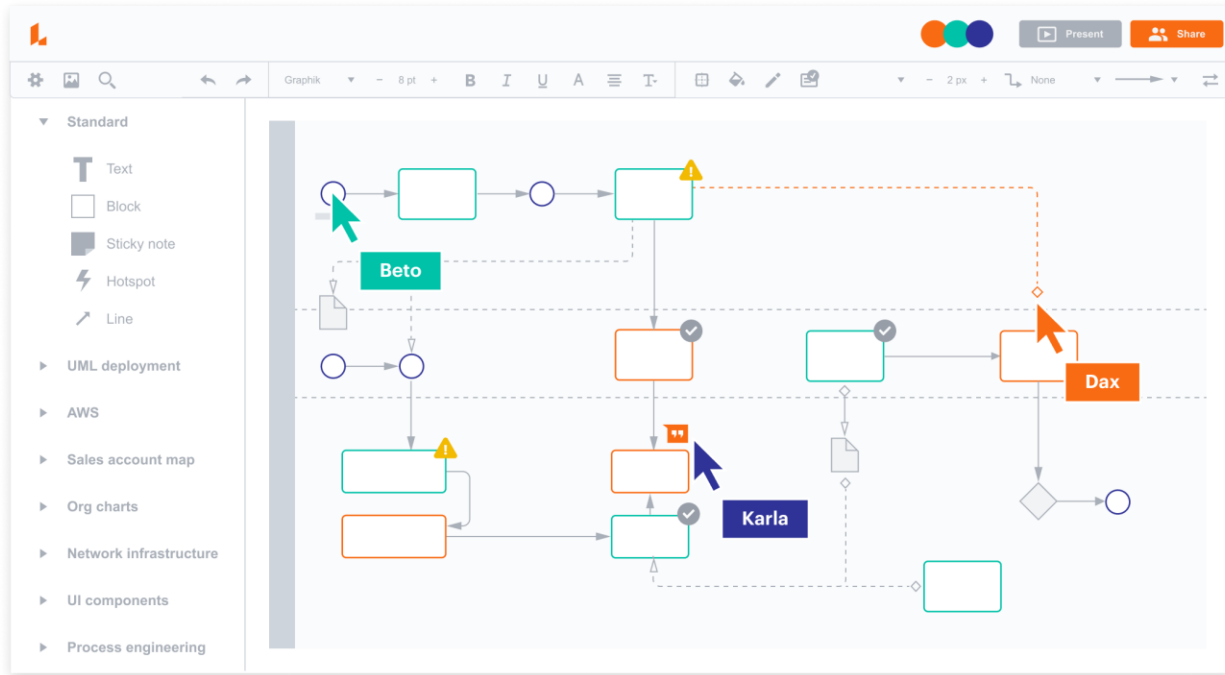 Present
Share
Graphik
- 8 pt +
B I U A T
- 2 px +
None
Standard
T Text
Block
Sticky note
Hotspot
Line
UML deployment
AWS
Sales account map
Org charts
Network infrastructure
UI components
Process engineering
Beto
Dax
Karla